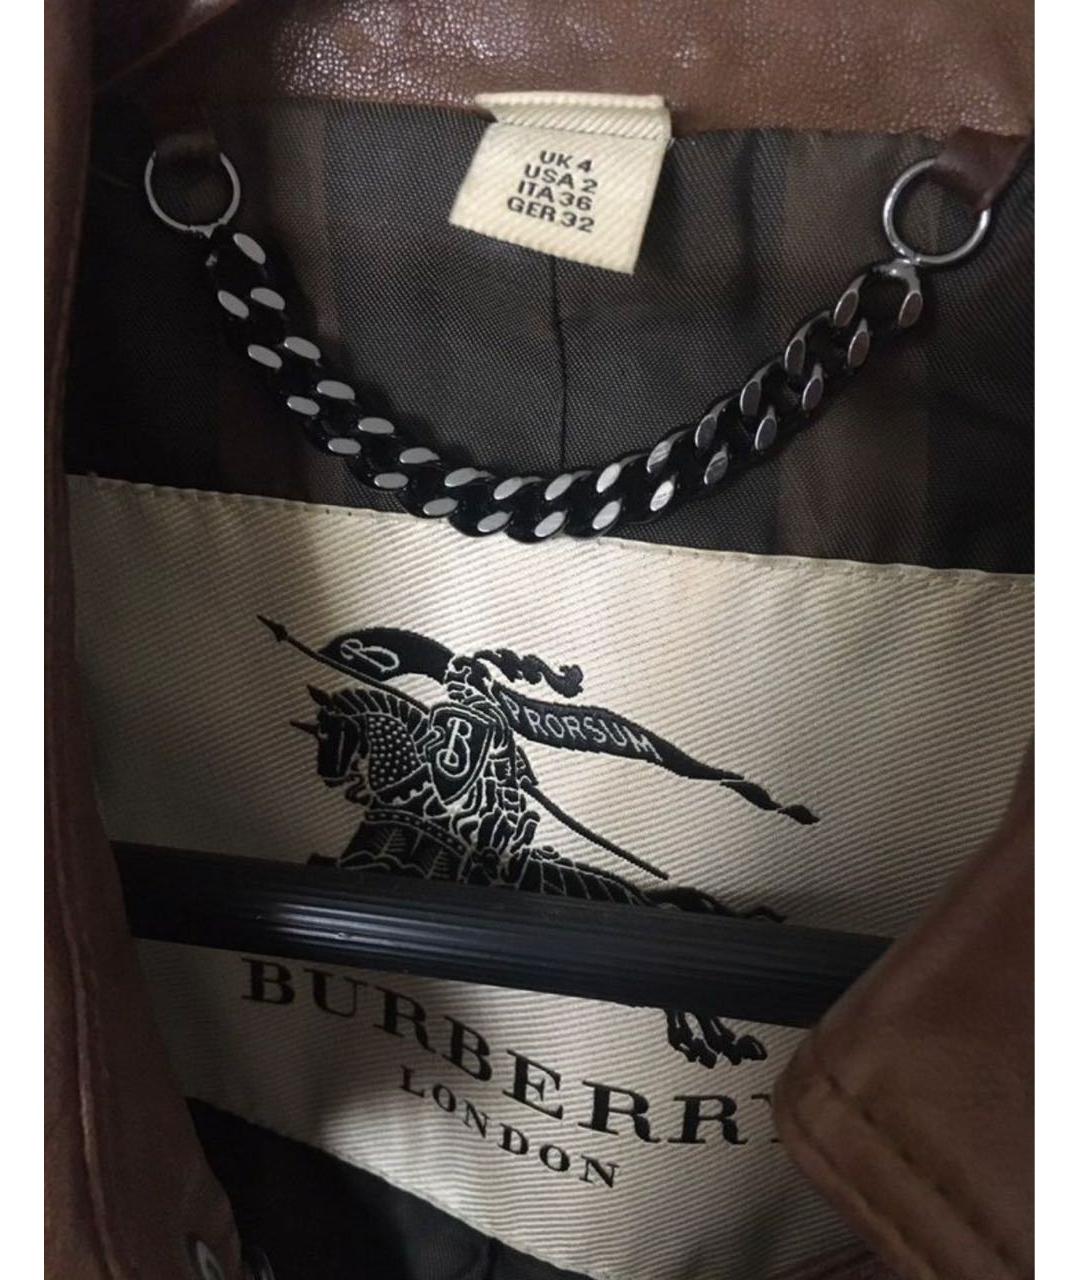 UK 4
USA 2
ITA 36
GER 32
B
PRORSUM
B
BURBERRY
LONDON